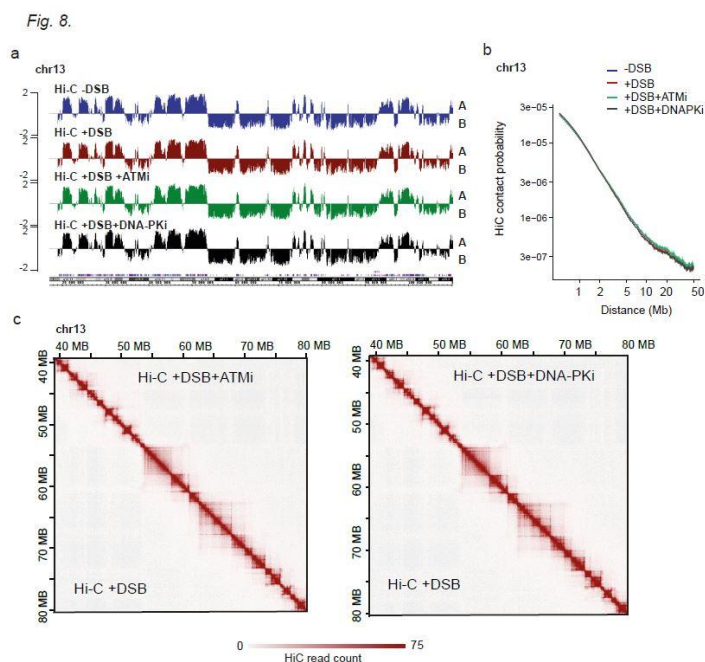 Fig. 8.
a
chr13
Hi-C -DSB
2
A
B
-2
Hi-C +DSB
2
A
B
-2
Hi-C +DSB +ATMi
2
A
B
-2
Hi-C +DSB+DNA-PKi
2
A
B
-2
b
chr13
-DSB
+DSB
+DSB+ATMi
+DSB+DNAPKi
HiC contact probability
3e-05
1e-05
3e-06
1e-06
3e-07
1 2 5 10 20 50
Distance (Mb)
c
chr13
40 MB 50 MB 60 MB 70 MB 80 MB
40 MB
50 MB
60 MB
70 MB
80 MB
Hi-C +DSB+ATMi
Hi-C +DSB
40 MB 50 MB 60 MB 70 MB 80 MB
40 MB
50 MB
60 MB
70 MB
80 MB
Hi-C +DSB+DNA-PKi
Hi-C +DSB
0 75
HiC read count